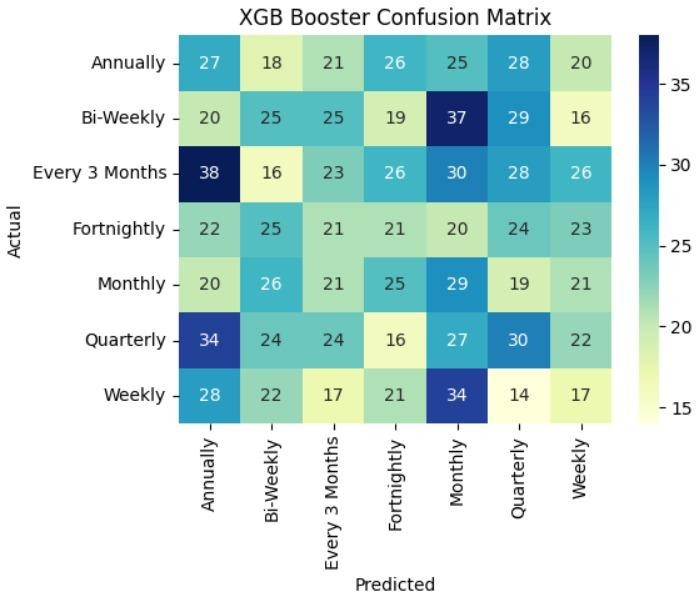 XGB Booster Confusion Matrix
Annually 27 18 21 26 25 28 20
Bi-Weekly 20 25 25 19 37 29 16
Every 3 Months 38 16 23 26 30 28 26
Fortnightly 22 25 21 21 20 24 23
Monthly 20 26 21 25 29 19 21
Quarterly 34 24 24 16 27 30 22
Weekly 28 22 17 21 34 14 17
Actual
Annually Bi-Weekly Every 3 Months Fortnightly Monthly Quarterly Weekly
Predicted
35
30
25
20
15